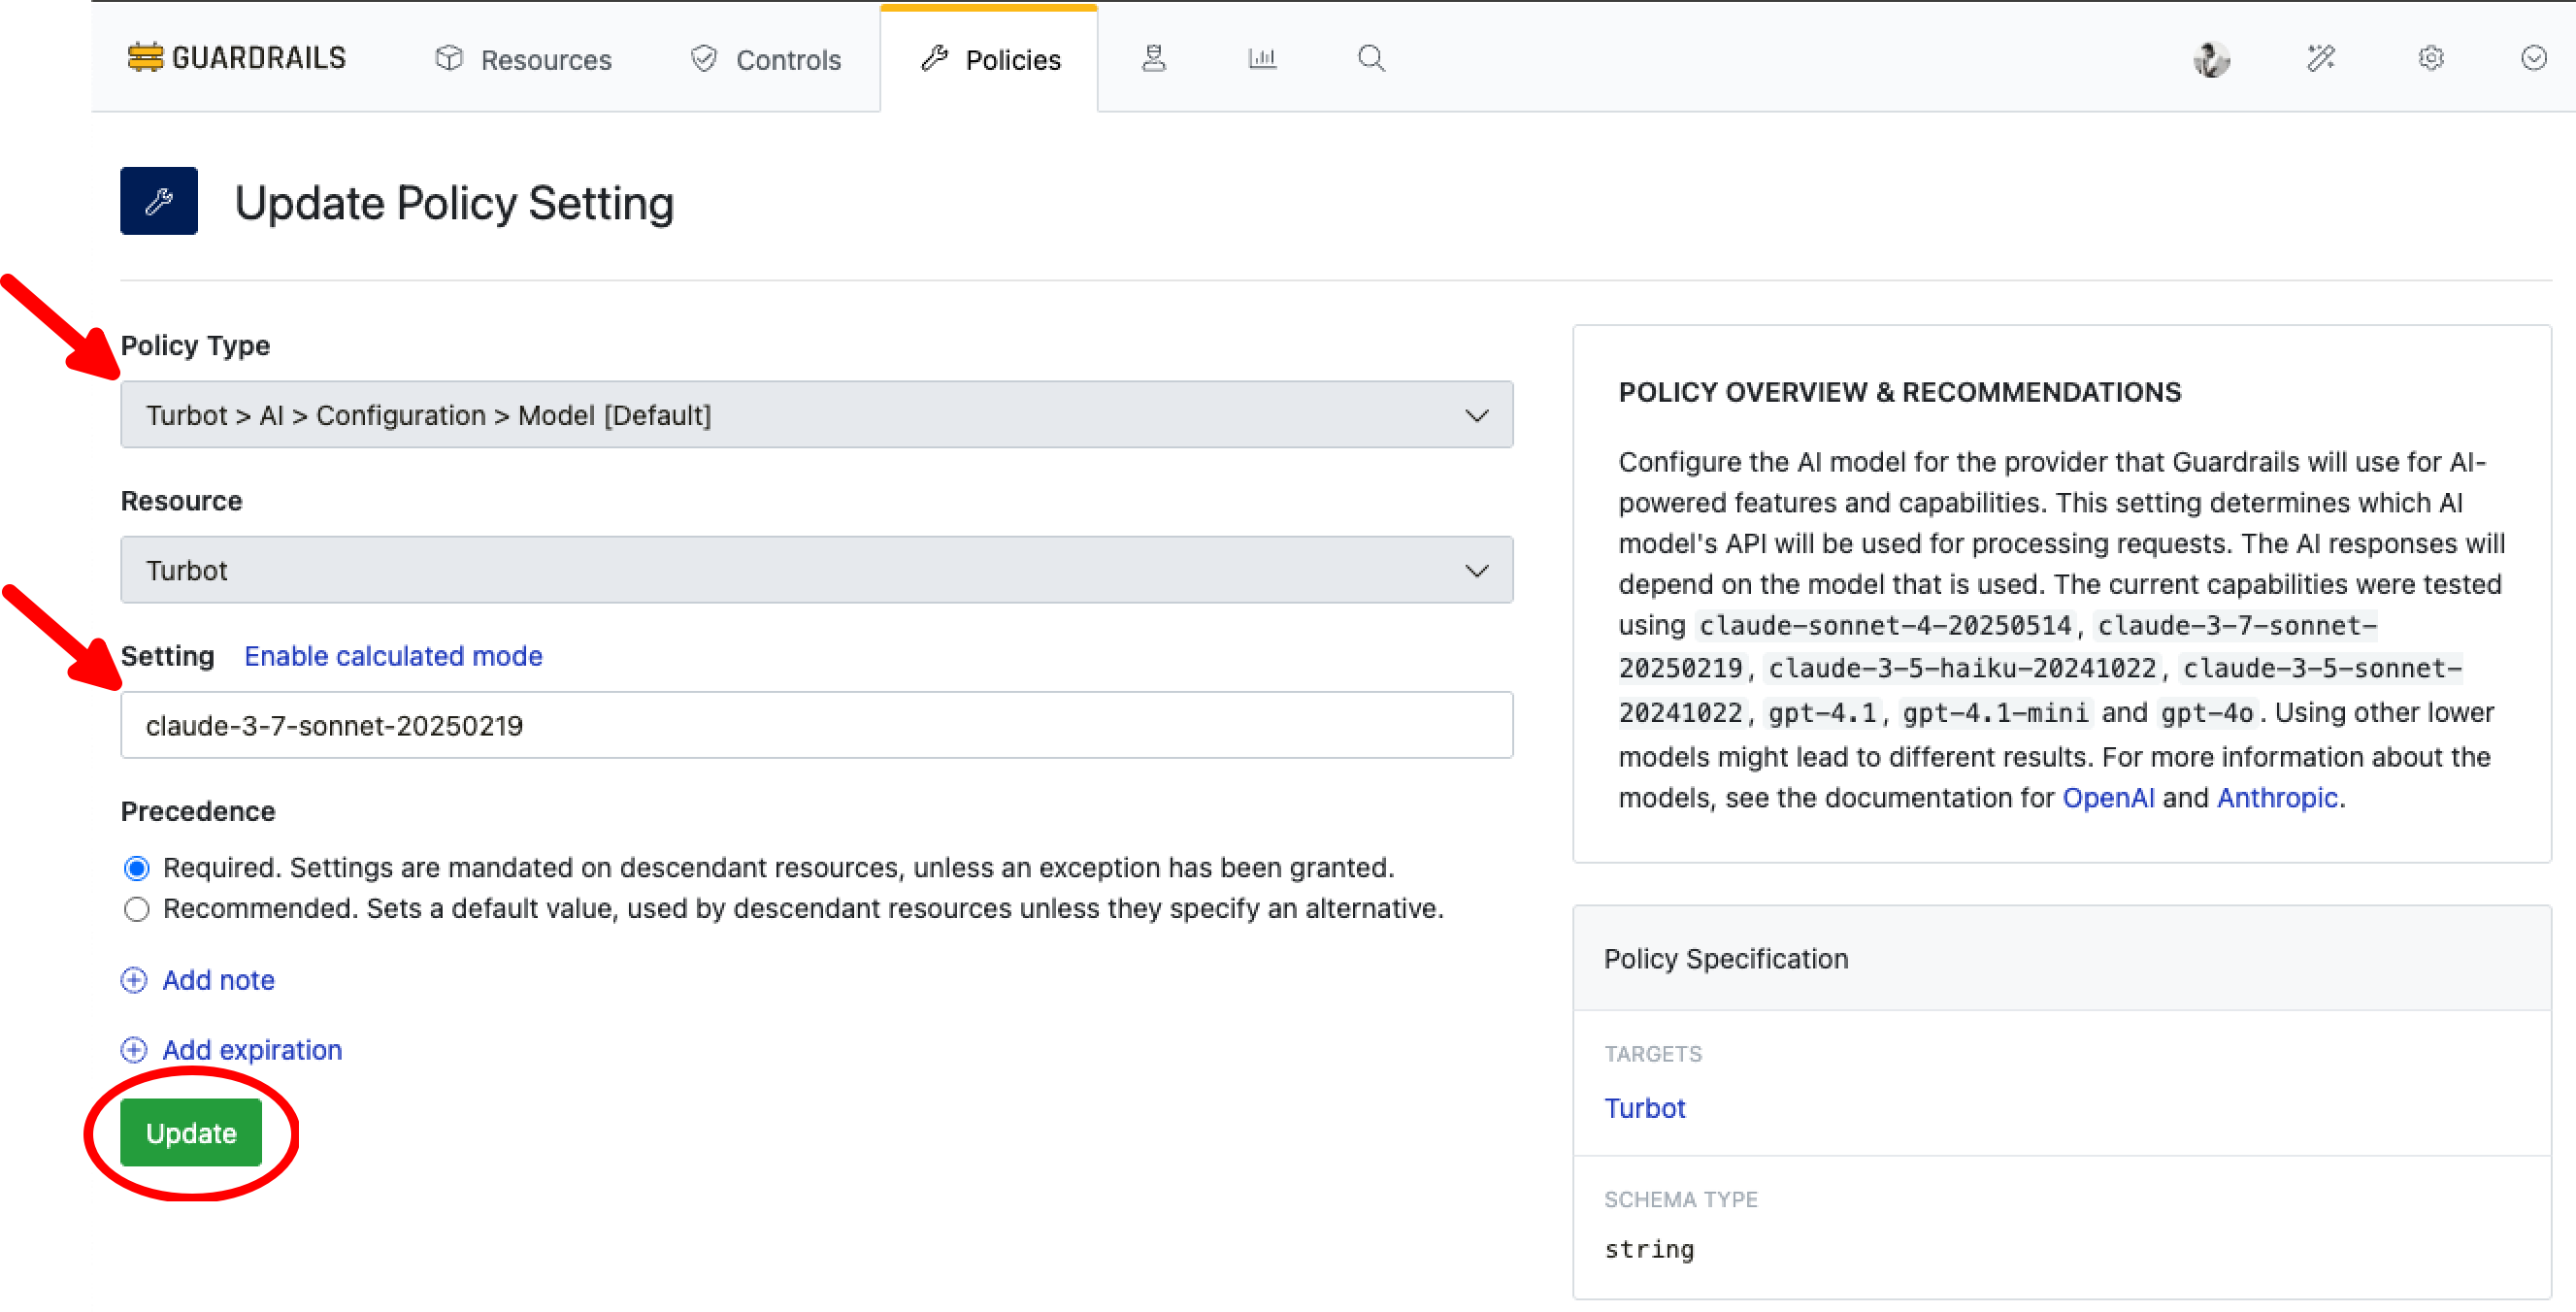 GUARDRAILS
Resources
Controls
Policies
Update Policy Setting
Policy Type
Turbot > AI > Configuration > Model [Default]
Resource
Turbot
Setting Enable calculated mode
claude-3-7-sonnet-20250219
Precedence
Required. Settings are mandated on descendant resources, unless an exception has been granted.
Recommended. Sets a default value, used by descendant resources unless they specify an alternative.
Add note
Add expiration
Update
POLICY OVERVIEW & RECOMMENDATIONS
Configure the AI model for the provider that Guardrails will use for AI-
powered features and capabilities. This setting determines which AI
model's API will be used for processing requests. The AI responses will
depend on the model that is used. The current capabilities were tested
using claude-sonnet-4-20250514, claude-3-7-sonnet-
20250219, claude-3-5-haiku-20241022, claude-3-5-sonnet-
20241022, gpt-4.1, gpt-4.1-mini and gpt-4o. Using other lower
models might lead to different results. For more information about the
models, see the documentation for OpenAI and Anthropic.
Policy Specification
TARGETS
Turbot
SCHEMA TYPE
string